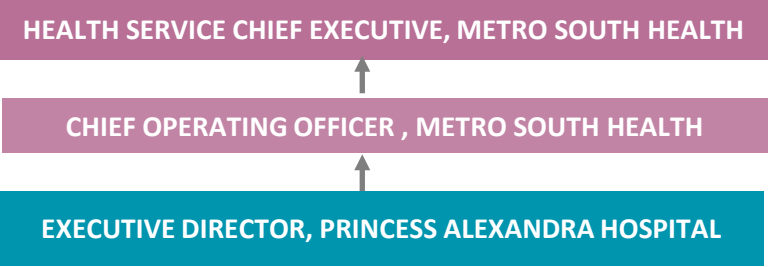 HEALTH SERVICE CHIEF EXECUTIVE, METRO SOUTH HEALTH
CHIEF OPERATING OFFICER , METRO SOUTH HEALTH
EXECUTIVE DIRECTOR, PRINCESS ALEXANDRA HOSPITAL